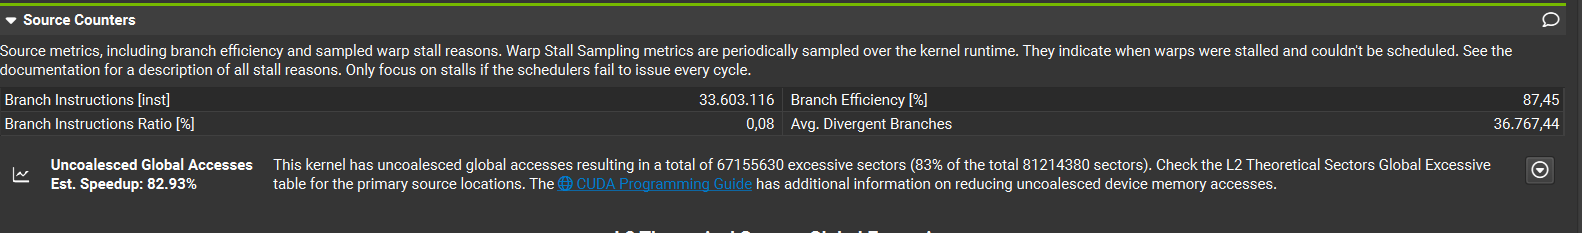 Source Counters
Source metrics, including branch efficiency and sampled warp stall reasons. Warp Stall Sampling metrics are periodically sampled over the kernel runtime. They indicate when warps were stalled and couldn't be scheduled. See the
documentation for a description of all stall reasons. Only focus on stalls if the schedulers fail to issue every cycle.
Branch Instructions [inst] 33.603.116 Branch Efficiency [%] 87,45
Branch Instructions Ratio [%] 0,08 Avg. Divergent Branches 36.767,44
Uncoalesced Global Accesses This kernel has uncoalesced global accesses resulting in a total of 67155630 excessive sectors (83% of the total 81214380 sectors). Check the L2 Theoretical Sectors Global Excessive
Est. Speedup: 82.93% table for the primary source locations. The CUDA Programming Guide has additional information on reducing uncoalesced device memory accesses.